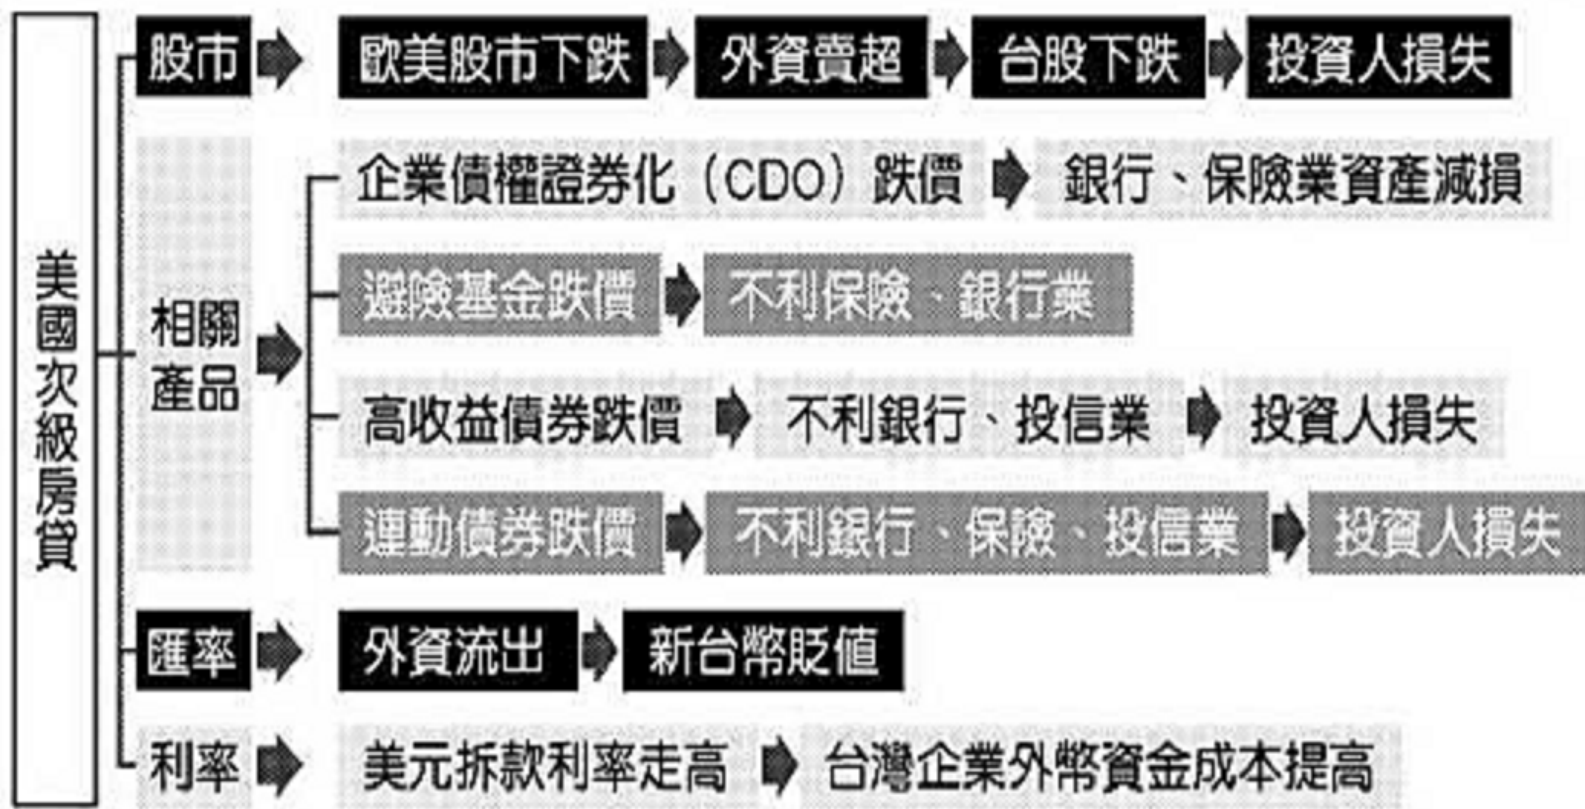 美國次級房貸
股市 歐美股市下跌 外資賣超 台股下跌 投資人損失
相關
產品
企業債權證券化（CDO）跌價 銀行、保險業資產減損
避險基金跌價 不利保險、銀行業
高收益債券跌價 不利銀行、投信業 投資人損失
連動債券跌價 不利銀行、保險、投信業 投資人損失
匯率 外資流出 新台幣貶值
利率 美元拆款利率走高 台灣企業外幣資金成本提高